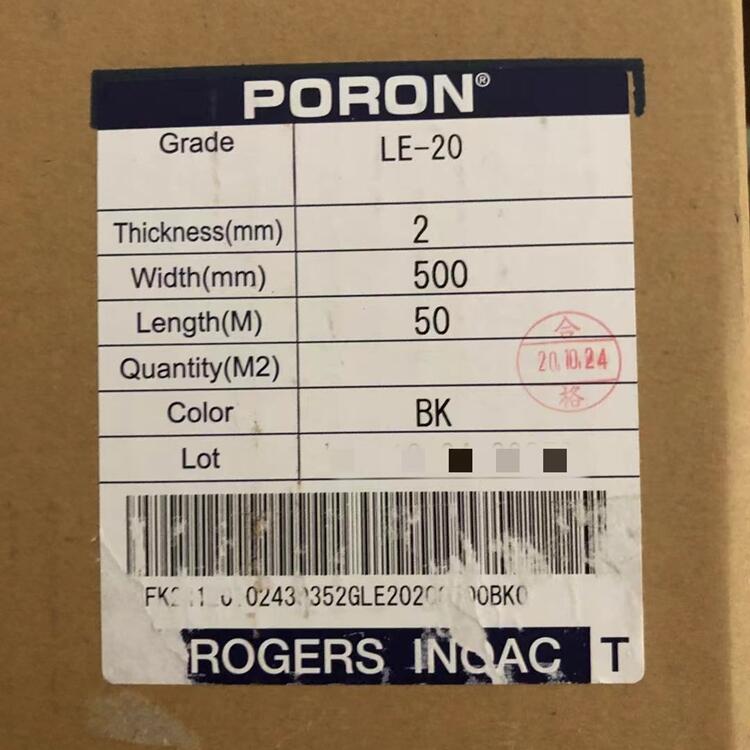 PORON®
Grade LE-20
Thickness(mm) 2
Width(mm) 500
Length(M) 50
Quantity(M2)
合
20.10.24
格
Color BK
Lot
ROGERS INOAC T